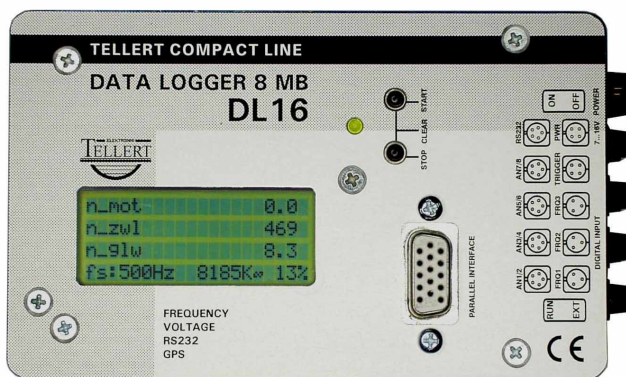 TELLERT COMPACT LINE
DATA LOGGER 8 MB
DL16
ELEKTRONIK
TELLERT
START
CLEAR
STOP
n_mot 0.0
n_zwl 469
n_glw 8.3
fs:500Hz 8185K∞ 13%
FREQUENCY
VOLTAGE
RS232
GPS
PARALLEL INTERFACE
ON
OFF
POWER
RS232
PWR
7...16V
AN7/8
TRIGGER
AN5/6
FRQ3
AN3/4
FRQ2
AN1/2
FRQ1
DIGITAL INPUT
RUN
EXT
CE